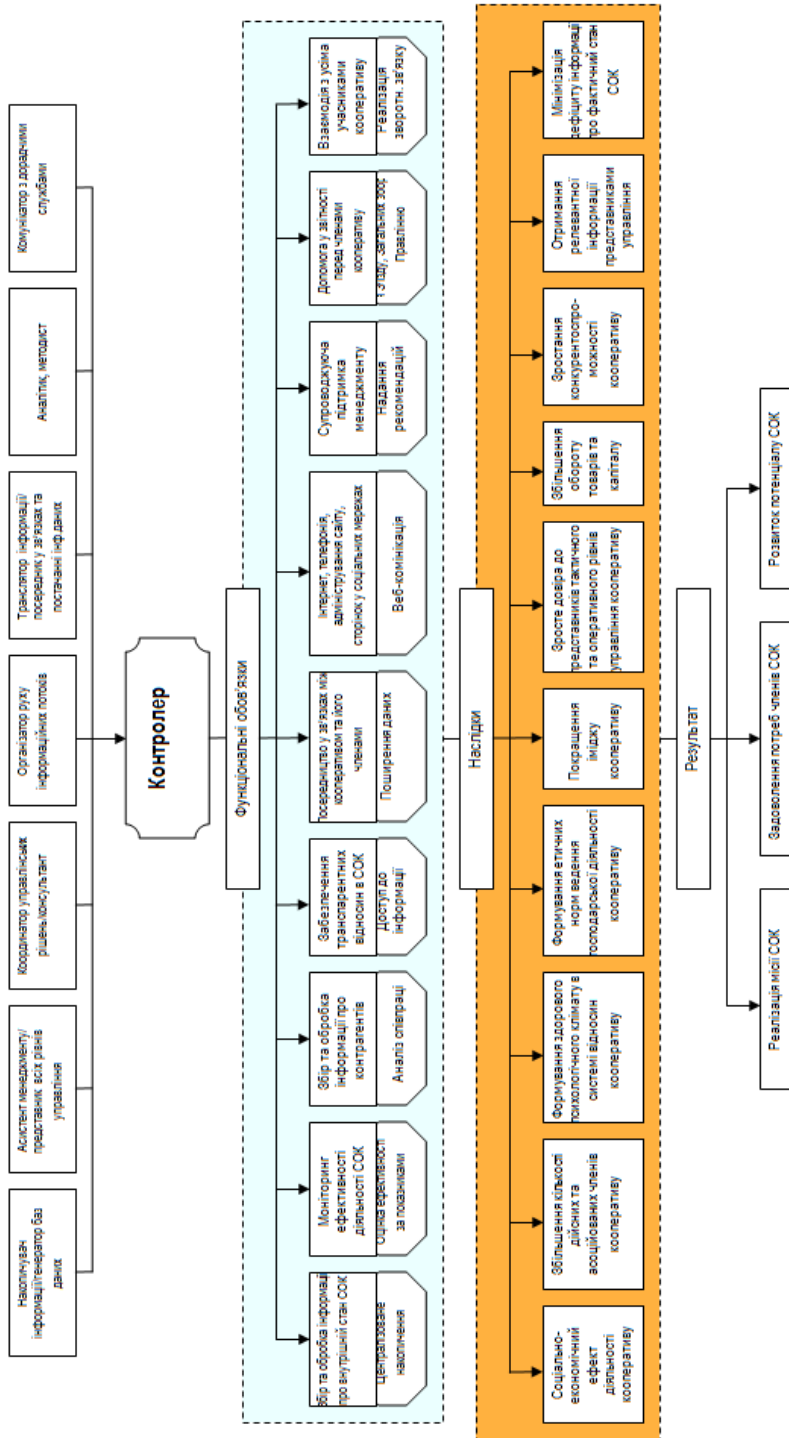 Накопичувач
інформації/генератор баз
даних
Асистент менеджменту/
представник всіх рівнів
управління
Координатор управлінських
рішень/консультант
Організатор руху
інформаційних потоків
Транслятор інформації/
посередник у зв’язках та
постачанні інф.даних
Аналітик, методист
Комунікатор з дорадчими
службами
Контролер
Функціональні обов’язки
Збір та обробка інформації
про внутрішній стан СОК
Централізоване
накопичення
Моніторинг
ефективності
діяльності СОК
Оцінка ефективності
за показниками
Збір та обробка
інформації про
контрагентів
Аналіз співпраці
Забезпечення
транспарентних
відносин в СОК
Доступ до
інформації
Посередництво у зв’язках між
кооперативом та його
членами
Поширення даних
Інтернет, телефонія,
адміністрування сайту,
сторінок у соціальних мережах
Веб-комінікація
Супроводжуюча
підтримка
менеджменту
Надання
рекомендацій
Допомога у звітності
перед членами
кооперативу
з’їзду, загальних збор
Правлінню
Взаємодія з усіма
учасниками
кооперативу
Реалізація
зворотн. зв’язку
Наслідки
Соціально-
економічний
ефект
діяльності
кооперативу
Збільшення кількості
дійсних та
асоційованих членів
кооперативу
Формування здорового
психологічного клімату в
системі відносин
кооперативу
Формування етичних
норм ведення
господарської діяльності
кооперативу
Покращення
іміджу
кооперативу
Зросте довіра до
представників тактичного
та оперативного рівнів
управління кооперативу
Збільшення
обороту
товарів та
капіталу
Зростання
конкурентоспро-
можності
кооперативу
Отримання
релевантної
інформації
представниками
управління
Мінімізація
дефіциту інформації
про фактичний стан
СОК
Результат
Реалізація місії СОК
Задоволення потреб членів СОК
Розвиток потенціалу СОК